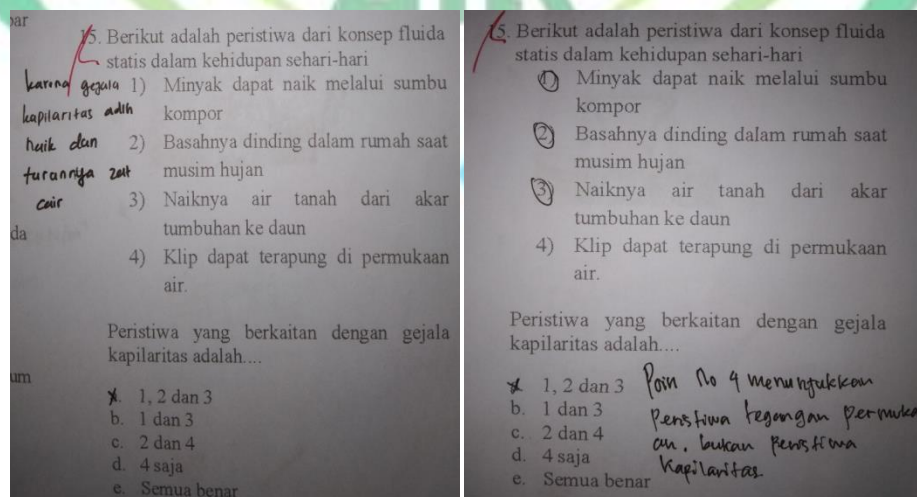 par
15. Berikut adalah peristiwa dari konsep fluida
statis dalam kehidupan sehari-hari
karena gejala
kapilaritas adlh
naik dan
turannya zat
cair
1) Minyak dapat naik melalui sumbu
kompor
2) Basahnya dinding dalam rumah saat
musim hujan
3) Naiknya air tanah dari akar
tumbuhan ke daun
4) Klip dapat terapung di permukaan
air.
da
Peristiwa yang berkaitan dengan gejala
kapilaritas adalah....
um
a. 1, 2 dan 3
b. 1 dan 3
c. 2 dan 4
d. 4 saja
e. Semua benar
15. Berikut adalah peristiwa dari konsep fluida
statis dalam kehidupan sehari-hari
1) Minyak dapat naik melalui sumbu
kompor
2) Basahnya dinding dalam rumah saat
musim hujan
3) Naiknya air tanah dari akar
tumbuhan ke daun
4) Klip dapat terapung di permukaan
air.
Peristiwa yang berkaitan dengan gejala
kapilaritas adalah....
a. 1, 2 dan 3
b. 1 dan 3
c. 2 dan 4
d. 4 saja
e. Semua benar
Poin No 4 menunjukkan
peristiwa tegangan permuka
an, bukan peristiwa
kapilaritas.